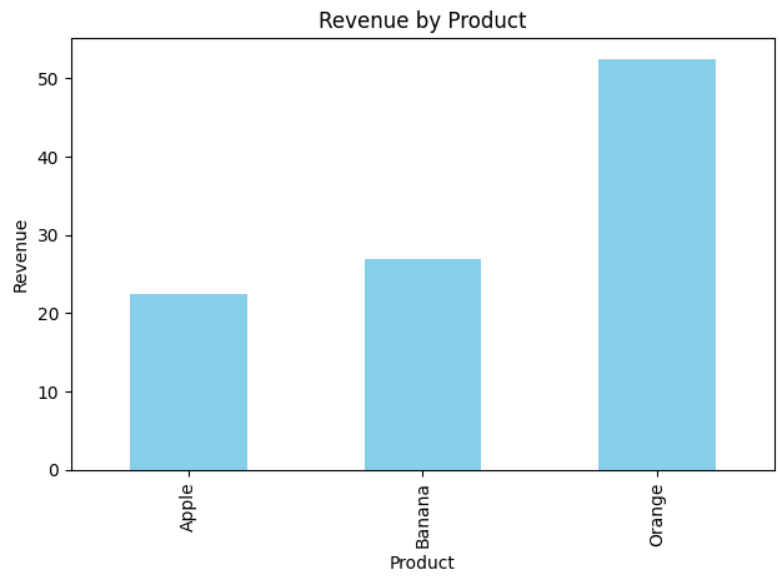 Revenue by Product
Revenue
50
40
30
20
10
0
Apple
Banana
Orange
Product